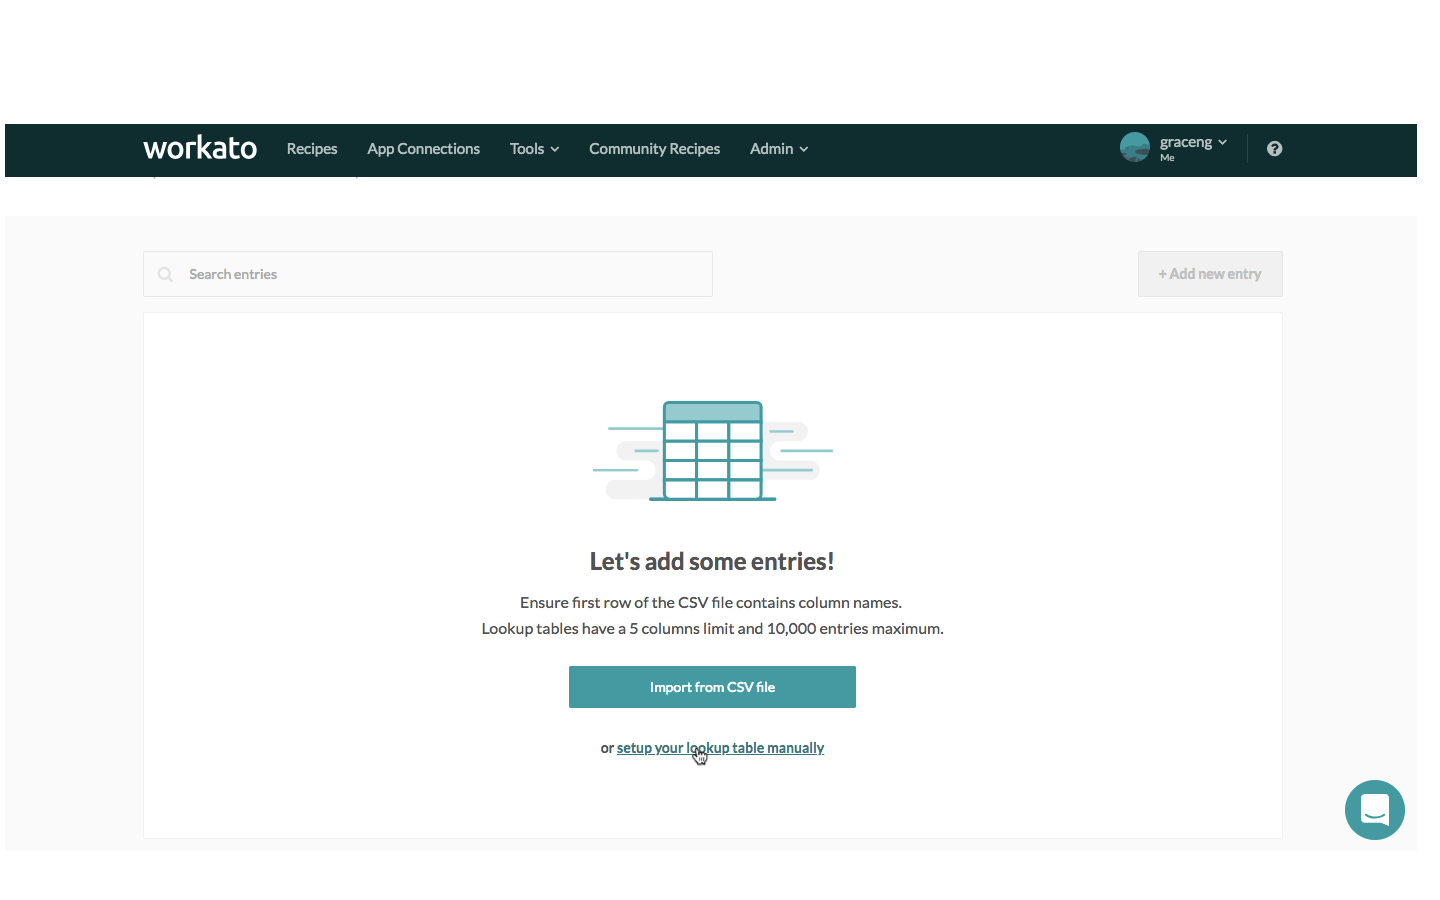 workato Recipes App Connections Tools Community Recipes Admin graceng
Me
Search entries + Add new entry
Let's add some entries!
Ensure first row of the CSV file contains column names.
Lookup tables have a 5 columns limit and 10,000 entries maximum.
Import from CSV file
or setup your lookup table manually